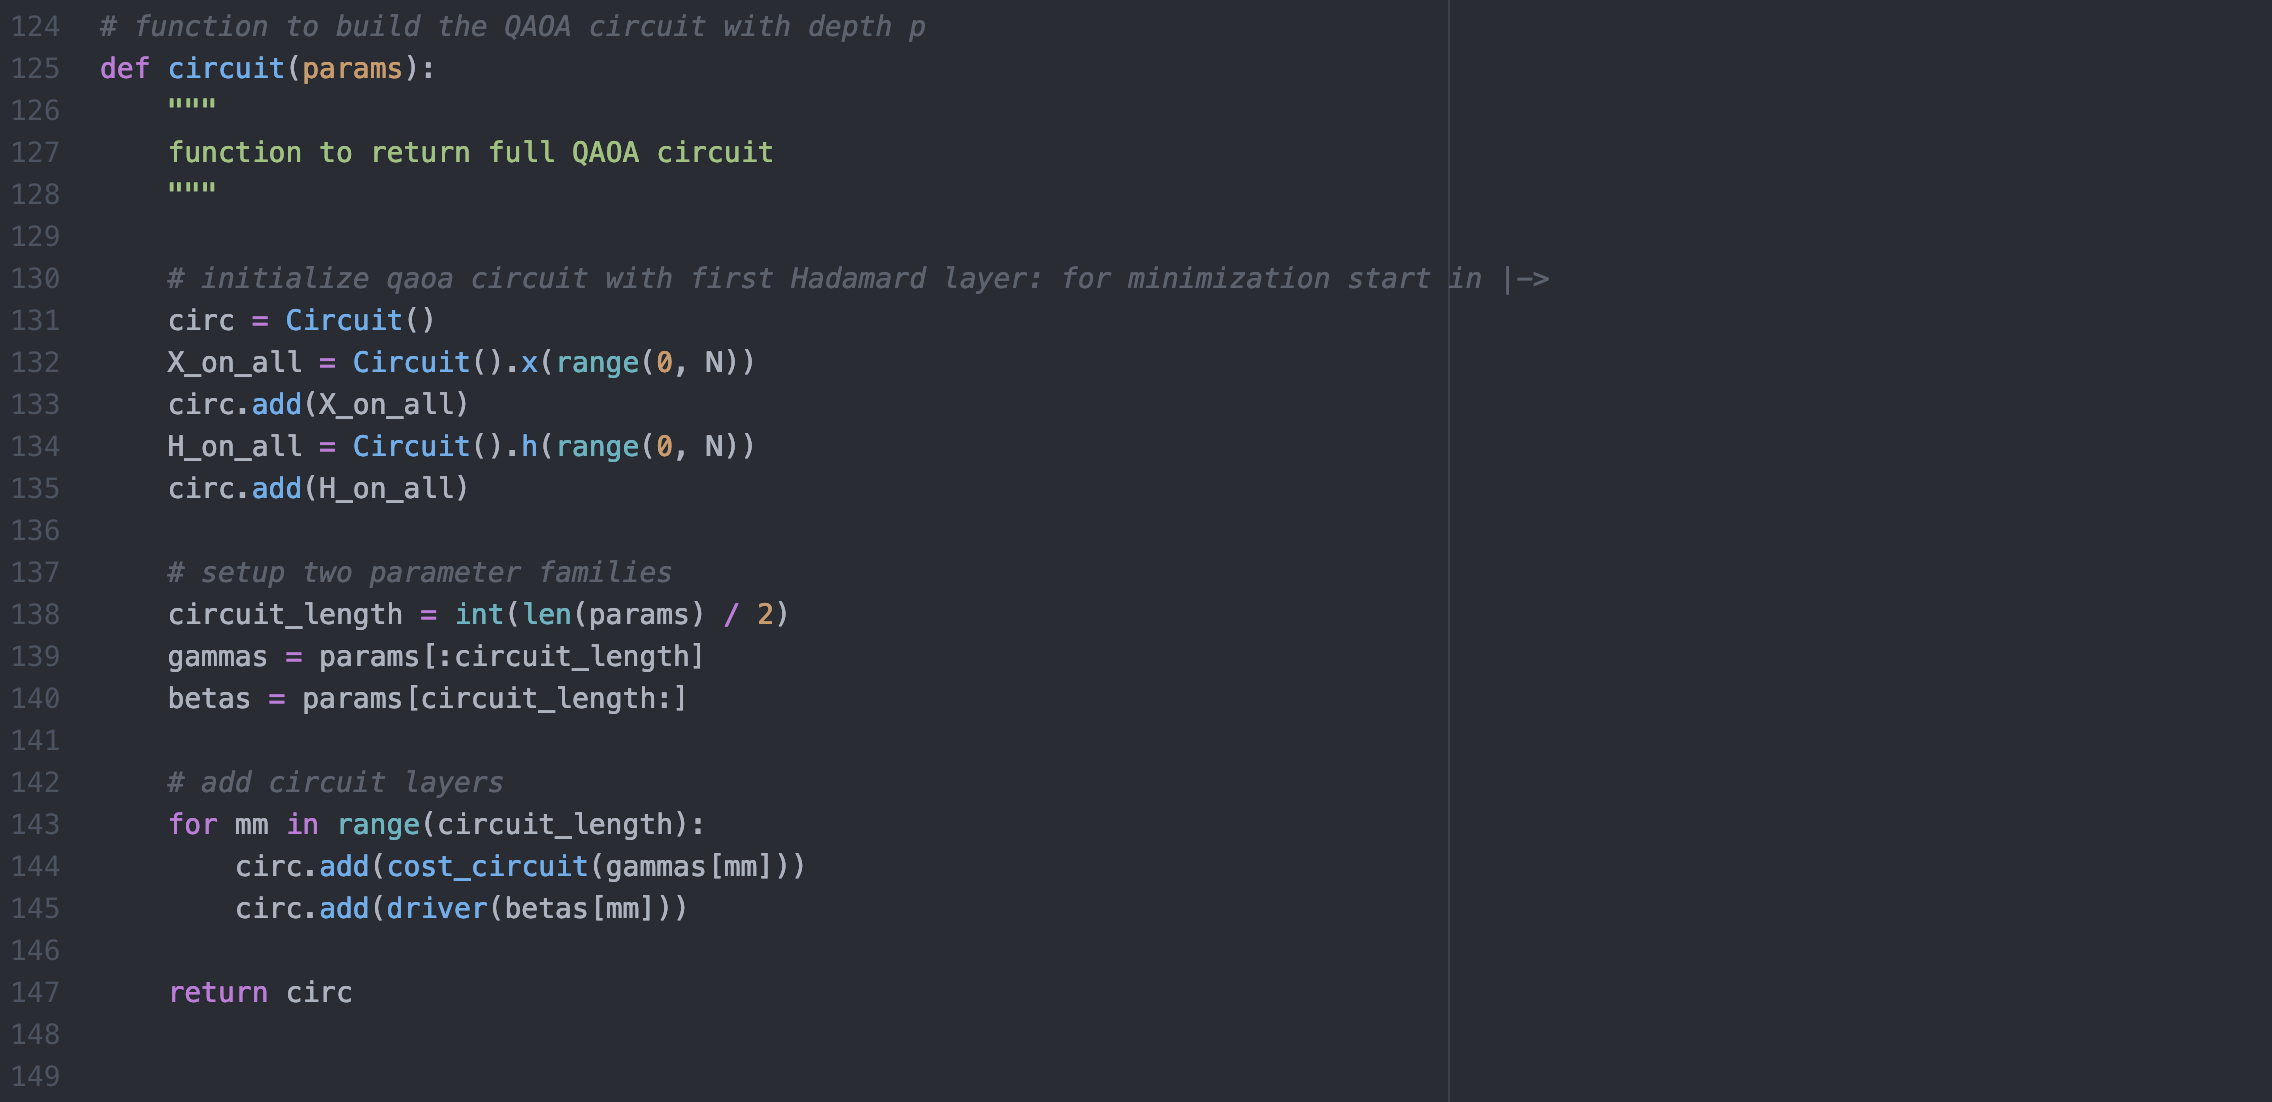 124 # function to build the QAOA circuit with depth p
125 def circuit(params):
126     """
127     function to return full QAOA circuit
128     """
129
130     # initialize qaoa circuit with first Hadamard layer: for minimization start in |->
131     circ = Circuit()
132     X_on_all = Circuit().x(range(0, N))
133     circ.add(X_on_all)
134     H_on_all = Circuit().h(range(0, N))
135     circ.add(H_on_all)
136
137     # setup two parameter families
138     circuit_length = int(len(params) / 2)
139     gammas = params[:circuit_length]
140     betas = params[circuit_length:]
141
142     # add circuit layers
143     for mm in range(circuit_length):
144         circ.add(cost_circuit(gammas[mm]))
145         circ.add(driver(betas[mm]))
146
147     return circ
148
149